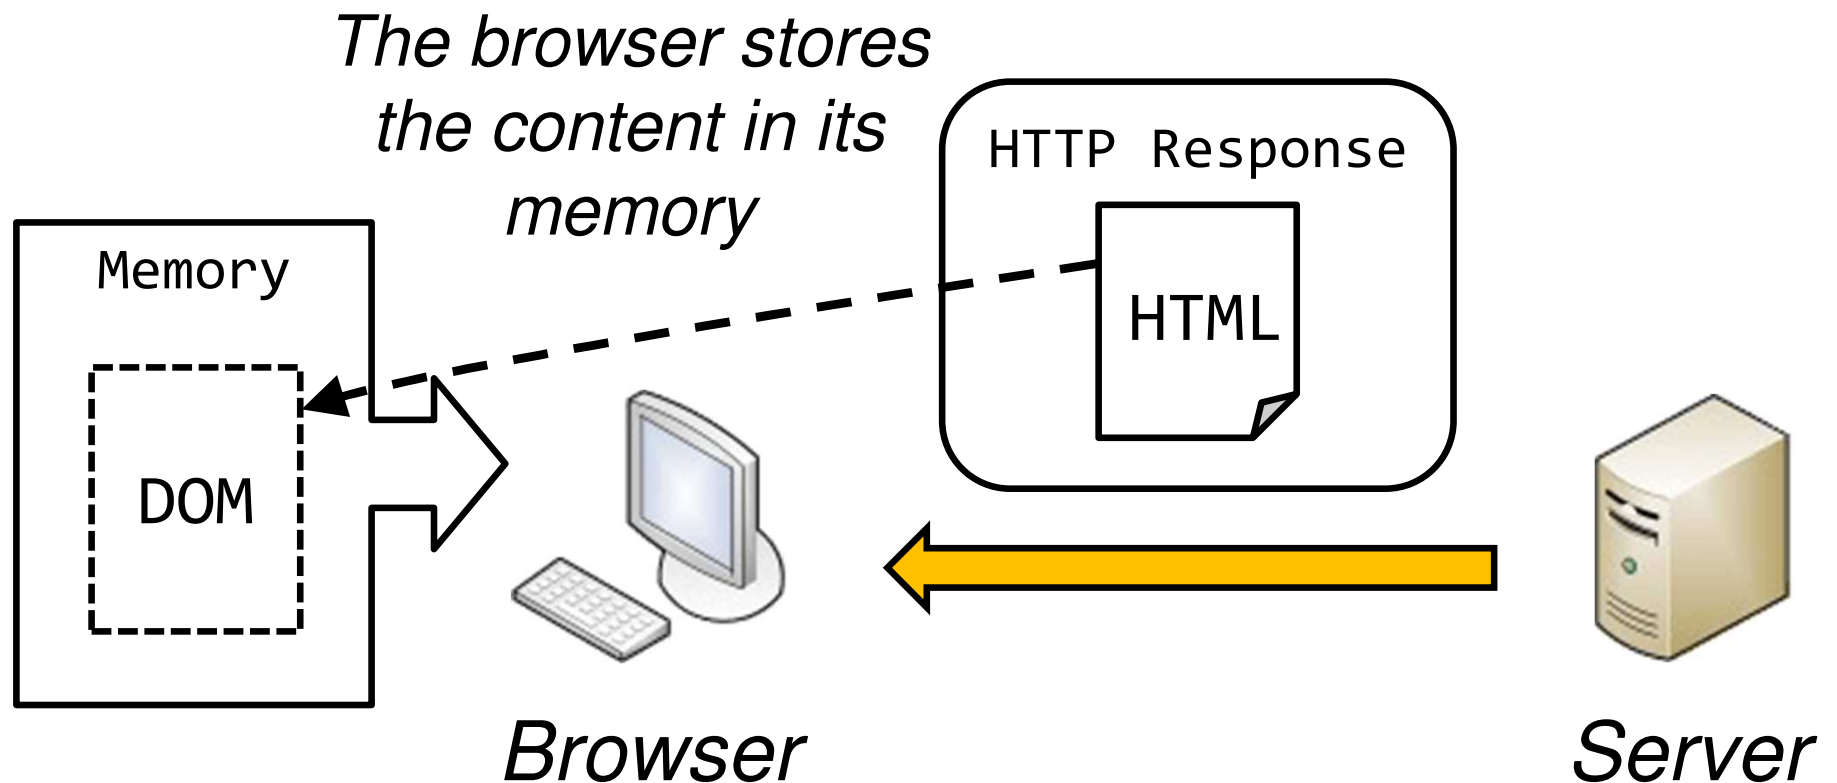 The browser stores
the content in its
memory
HTTP Response
HTML
Memory
DOM
Browser
Server